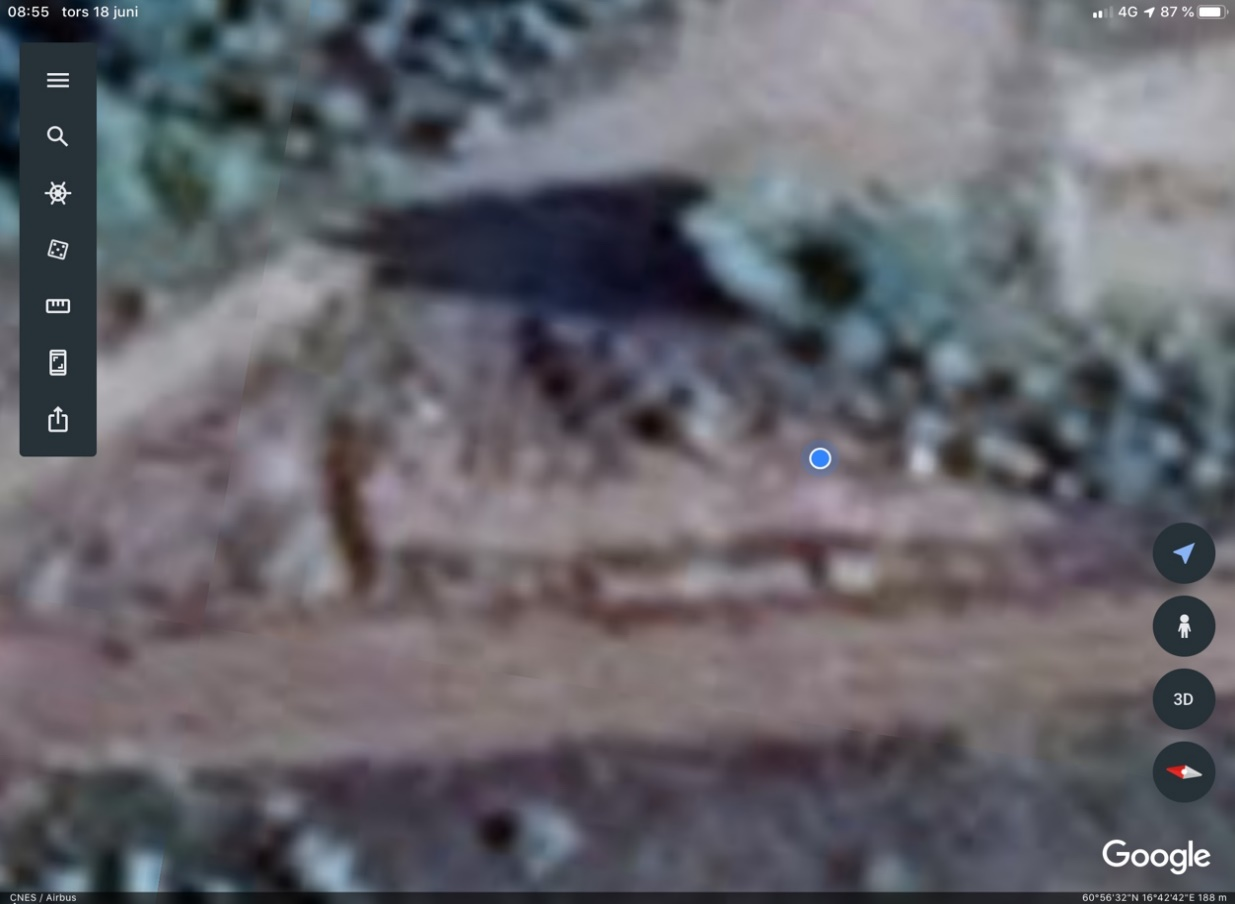 08:55 tors 18 juni
4G 87 %
3D
Google
CNES / Airbus
60°56'32"N 16°42'42"E 188 m